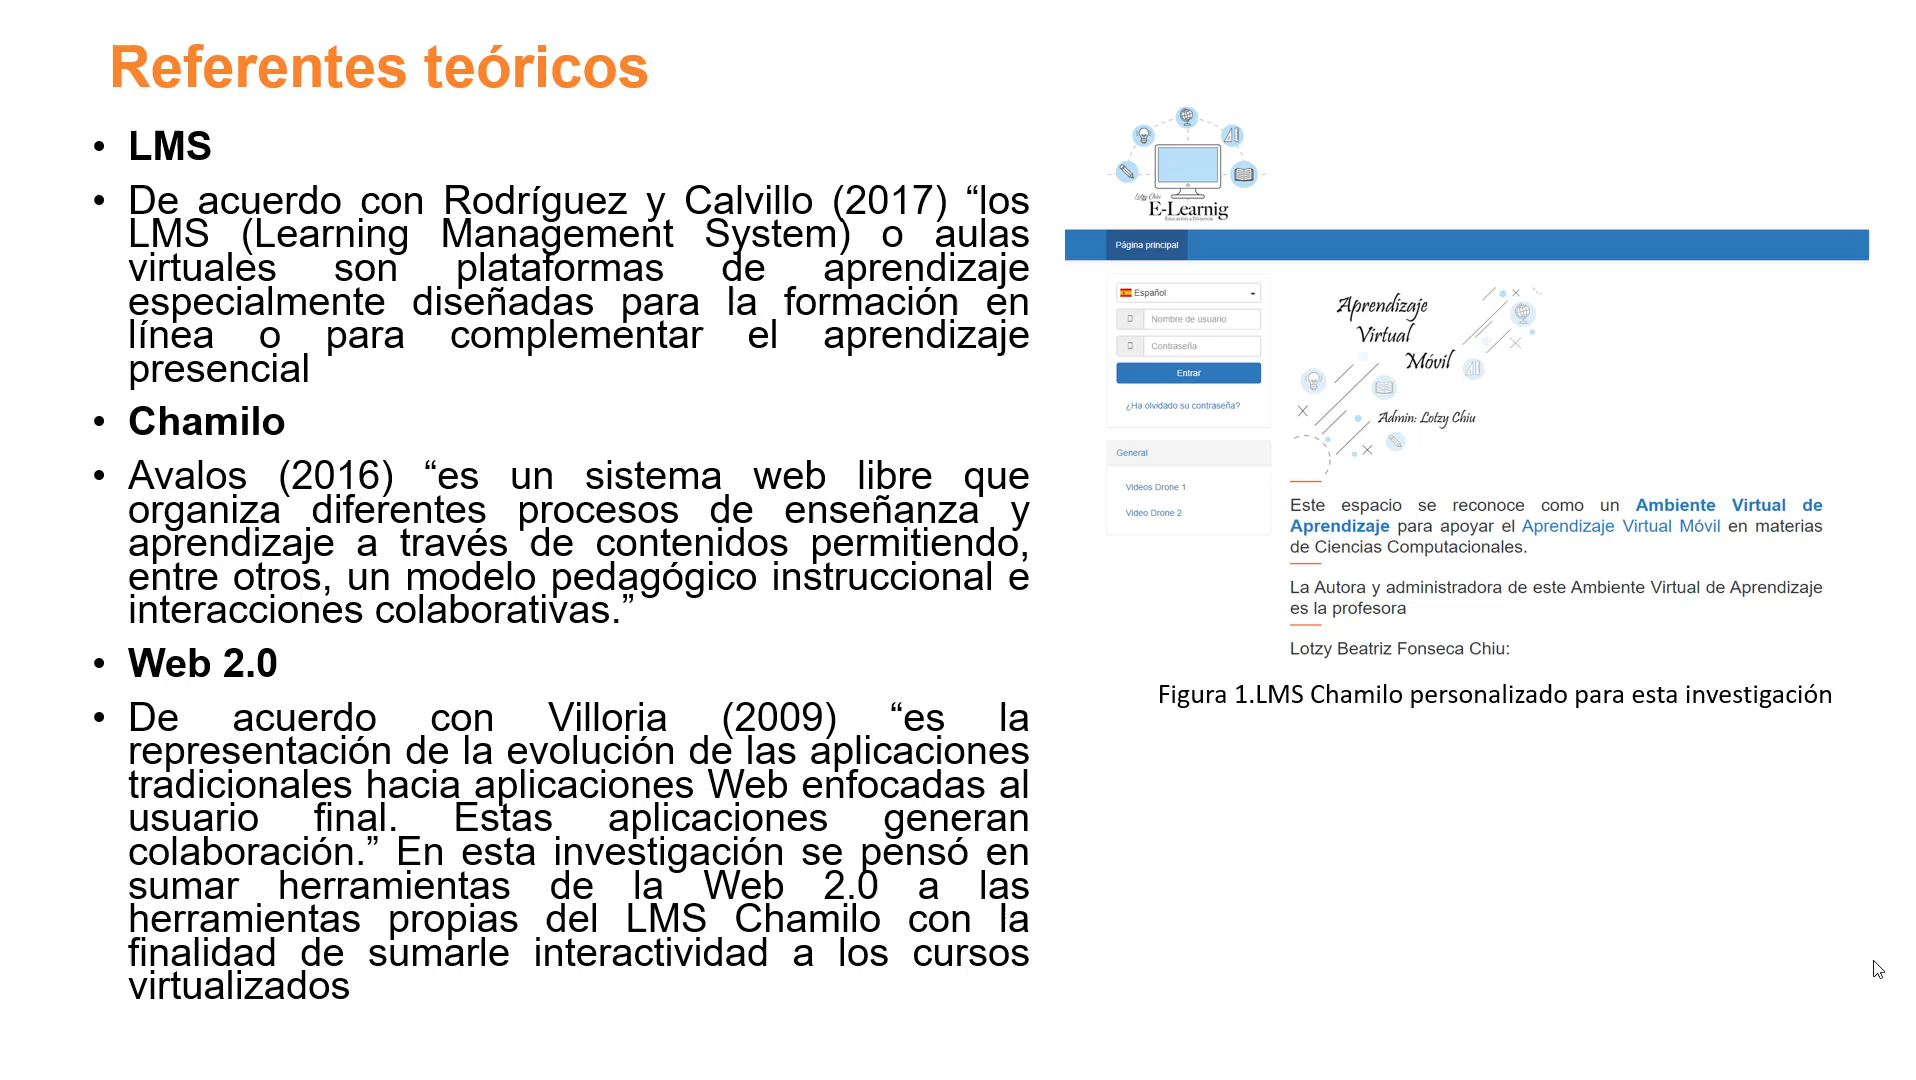 Referentes teóricos
• LMS
• De acuerdo con Rodríguez y Calvillo (2017) “los
LMS (Learning Management System) o aulas
virtuales son plataformas de aprendizaje
especialmente diseñadas para la formación en
línea o para complementar el aprendizaje
presencial
• Chamilo
• Avalos (2016) “es un sistema web libre que
organiza diferentes procesos de enseñanza y
aprendizaje a través de contenidos permitiendo,
entre otros, un modelo pedagógico instruccional e
interacciones colaborativas.”
• Web 2.0
• De acuerdo con Villoria (2009) “es la
representación de la evolución de las aplicaciones
tradicionales hacia aplicaciones Web enfocadas al
usuario final. Estas aplicaciones generan
colaboración.” En esta investigación se pensó en
sumar herramientas de la Web 2.0 a las
herramientas propias del LMS Chamilo con la
finalidad de sumarle interactividad a los cursos
virtualizados
Lotzy Chiu
E-Learnig
Educación a Distancia
Página principal
Español
Nombre de usuario
Contraseña
Entrar
¿Ha olvidado su contraseña?
General
Videos Drone 1
Video Drone 2
Aprendizaje
Virtual
Móvil
Admin: Lotzy Chiu
Este espacio se reconoce como un Ambiente Virtual de
Aprendizaje para apoyar el Aprendizaje Virtual Móvil en materias
de Ciencias Computacionales.
La Autora y administradora de este Ambiente Virtual de Aprendizaje
es la profesora
Lotzy Beatriz Fonseca Chiu:
Figura 1.LMS Chamilo personalizado para esta investigación